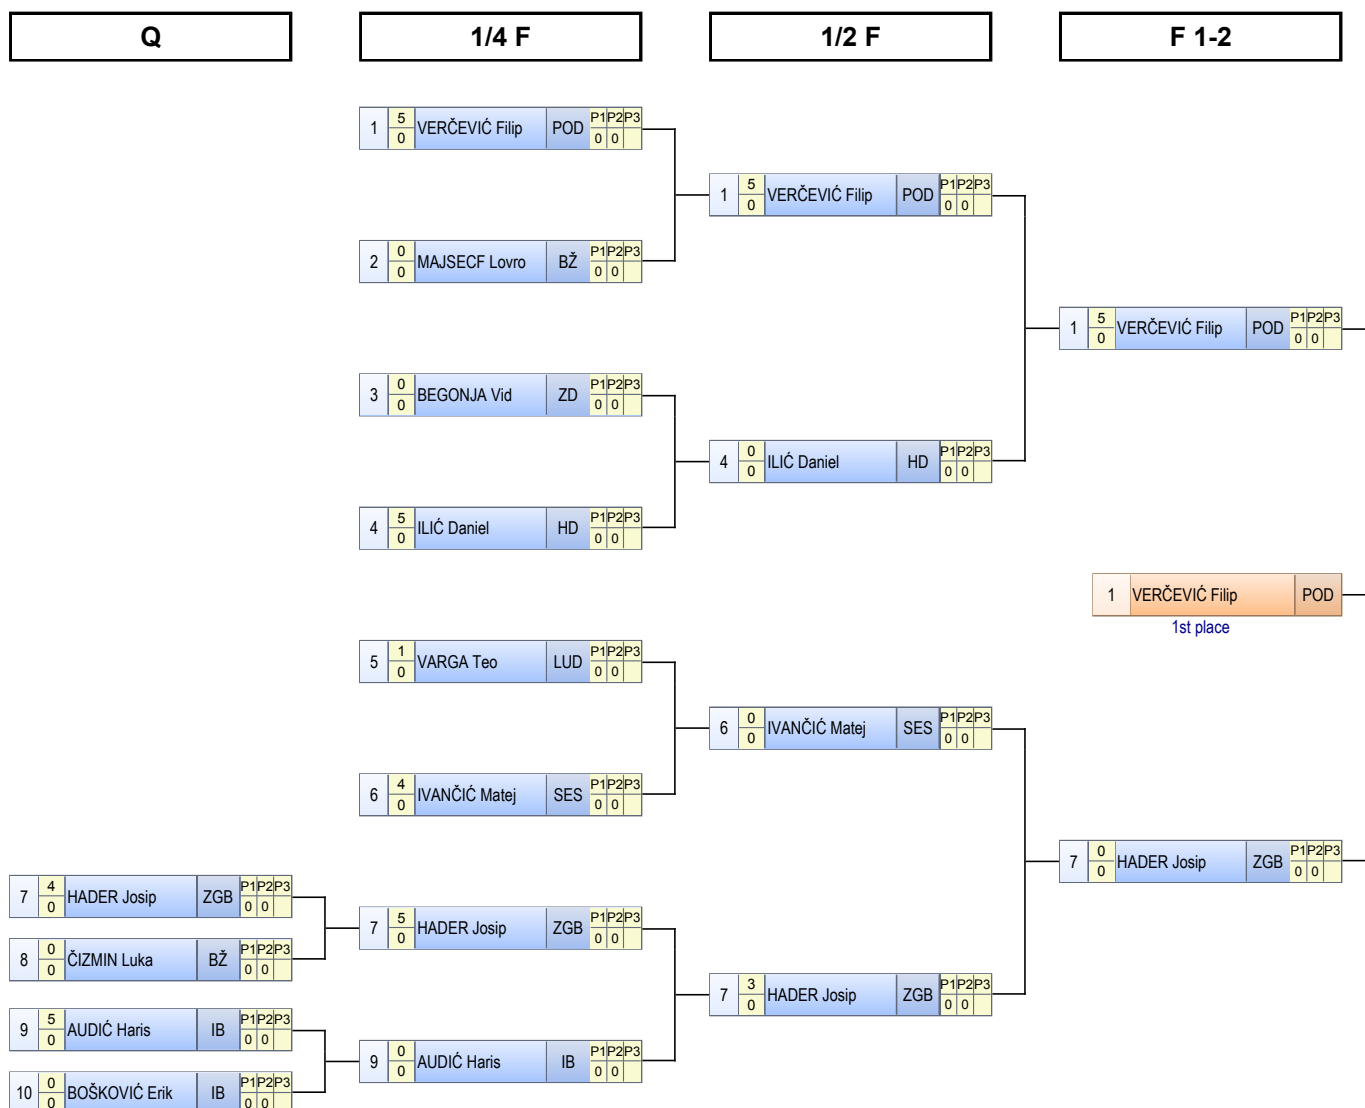 Q 1/4 F 1/2 F F 1-2
1 5 0 VERČEVIĆ Filip POD P1 P2 P3 0 0
1 5 0 VERČEVIĆ Filip POD P1 P2 P3 0 0
2 0 0 MAJSECF Lovro BŽ P1 P2 P3 0 0
1 5 0 VERČEVIĆ Filip POD P1 P2 P3 0 0
3 0 0 BEGONJA Vid ZD P1 P2 P3 0 0
4 0 0 ILIĆ Daniel HD P1 P2 P3 0 0
4 5 0 ILIĆ Daniel HD P1 P2 P3 0 0
1 VERČEVIĆ Filip POD
1st place
5 1 0 VARGA Teo LUD P1 P2 P3 0 0
6 0 0 IVANČIĆ Matej SES P1 P2 P3 0 0
6 4 0 IVANČIĆ Matej SES P1 P2 P3 0 0
7 0 0 HADER Josip ZGB P1 P2 P3 0 0
7 4 0 HADER Josip ZGB P1 P2 P3 0 0
7 5 0 HADER Josip ZGB P1 P2 P3 0 0
8 0 0 ČIZMIN Luka BŽ P1 P2 P3 0 0
7 3 0 HADER Josip ZGB P1 P2 P3 0 0
9 5 0 AUDIĆ Haris IB P1 P2 P3 0 0
9 0 0 AUDIĆ Haris IB P1 P2 P3 0 0
10 0 0 BOŠKOVIĆ Erik IB P1 P2 P3 0 0